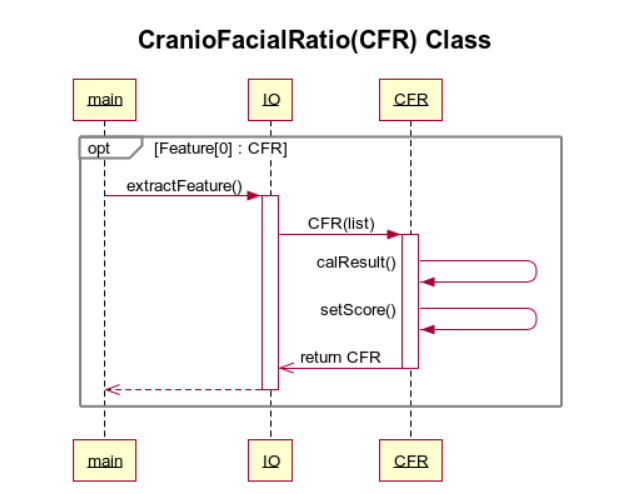 CranioFacialRatio(CFR) Class
main
IO
CFR
opt
[Feature[0] : CFR]
extractFeature()
CFR(list)
calResult()
setScore()
return CFR
main
IO
CFR